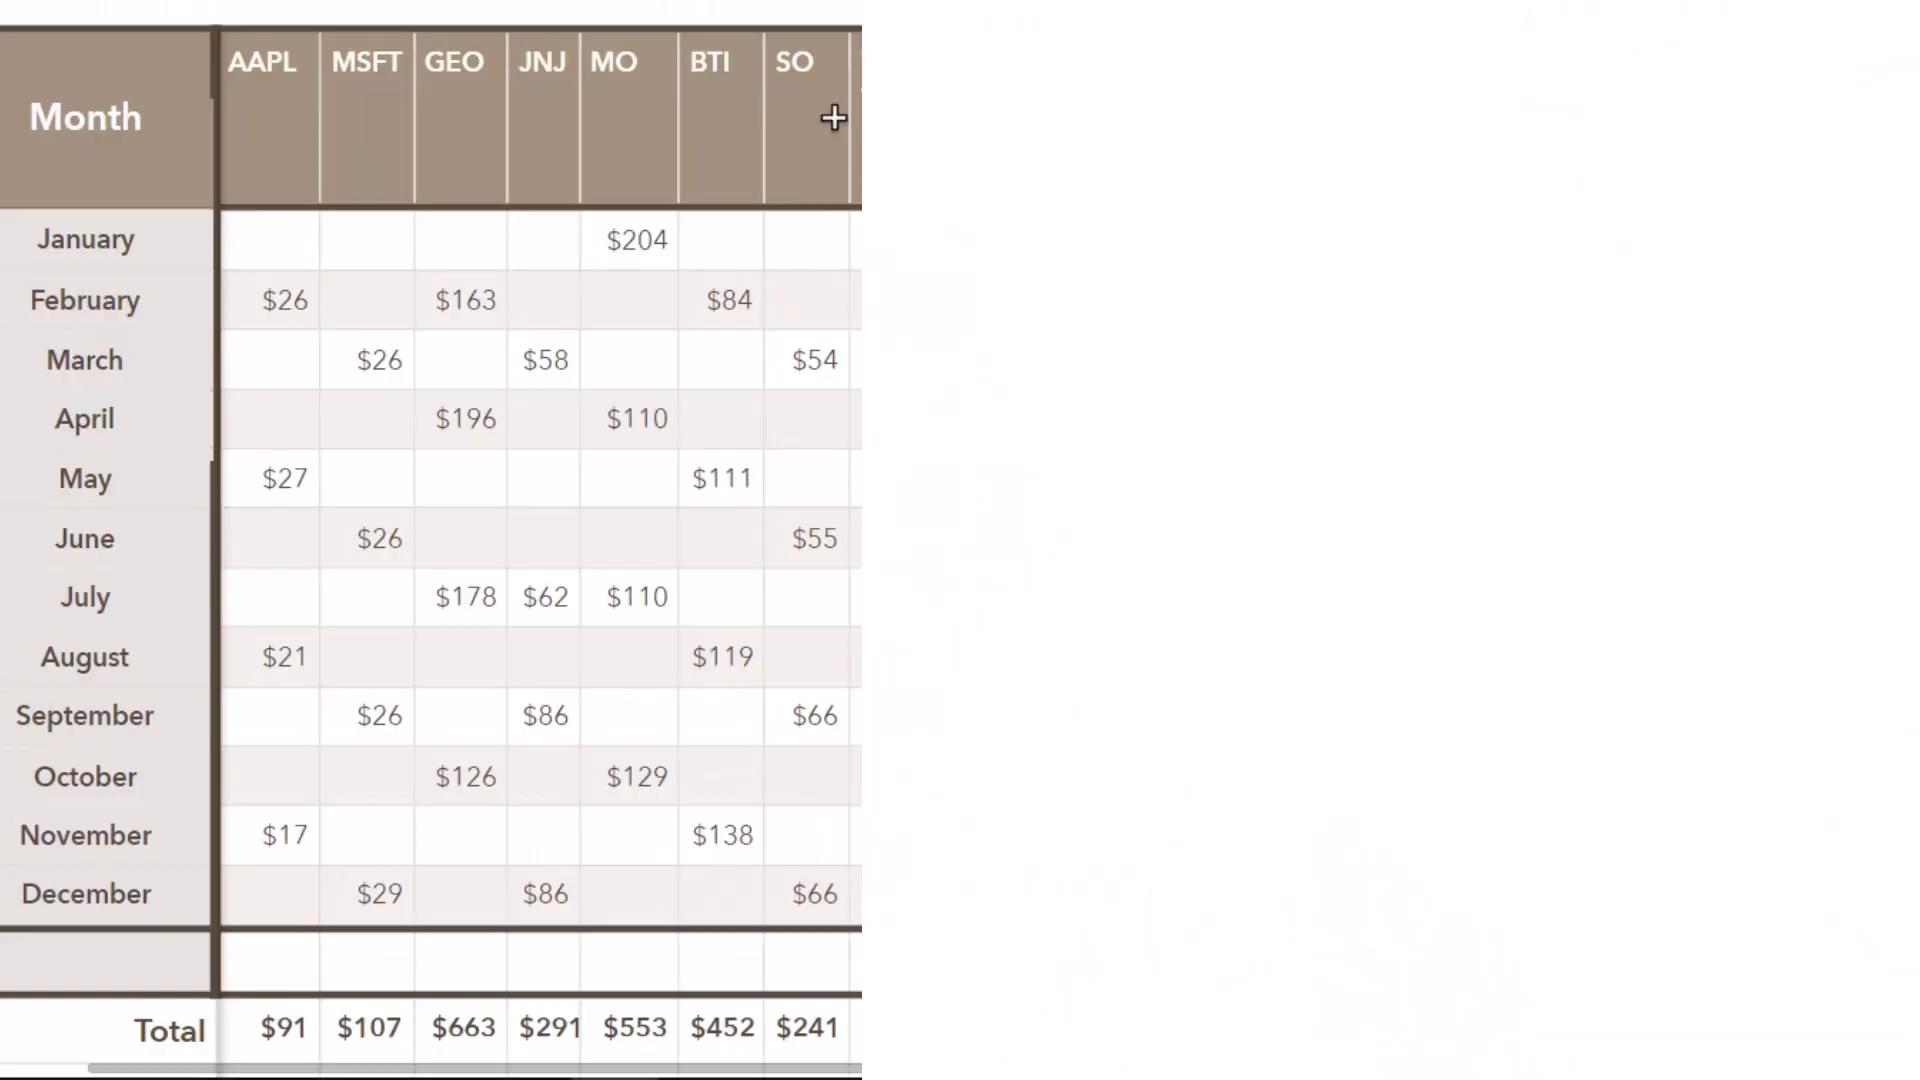 Month AAPL MSFT GEO JNJ MO BTI SO
January $204
February $26 $163 $84
March $26 $58 $54
April $196 $110
May $27 $111
June $26 $55
July $178 $62 $110
August $21 $119
September $26 $86 $66
October $126 $129
November $17 $138
December $29 $86 $66
Total $91 $107 $663 $291 $553 $452 $241